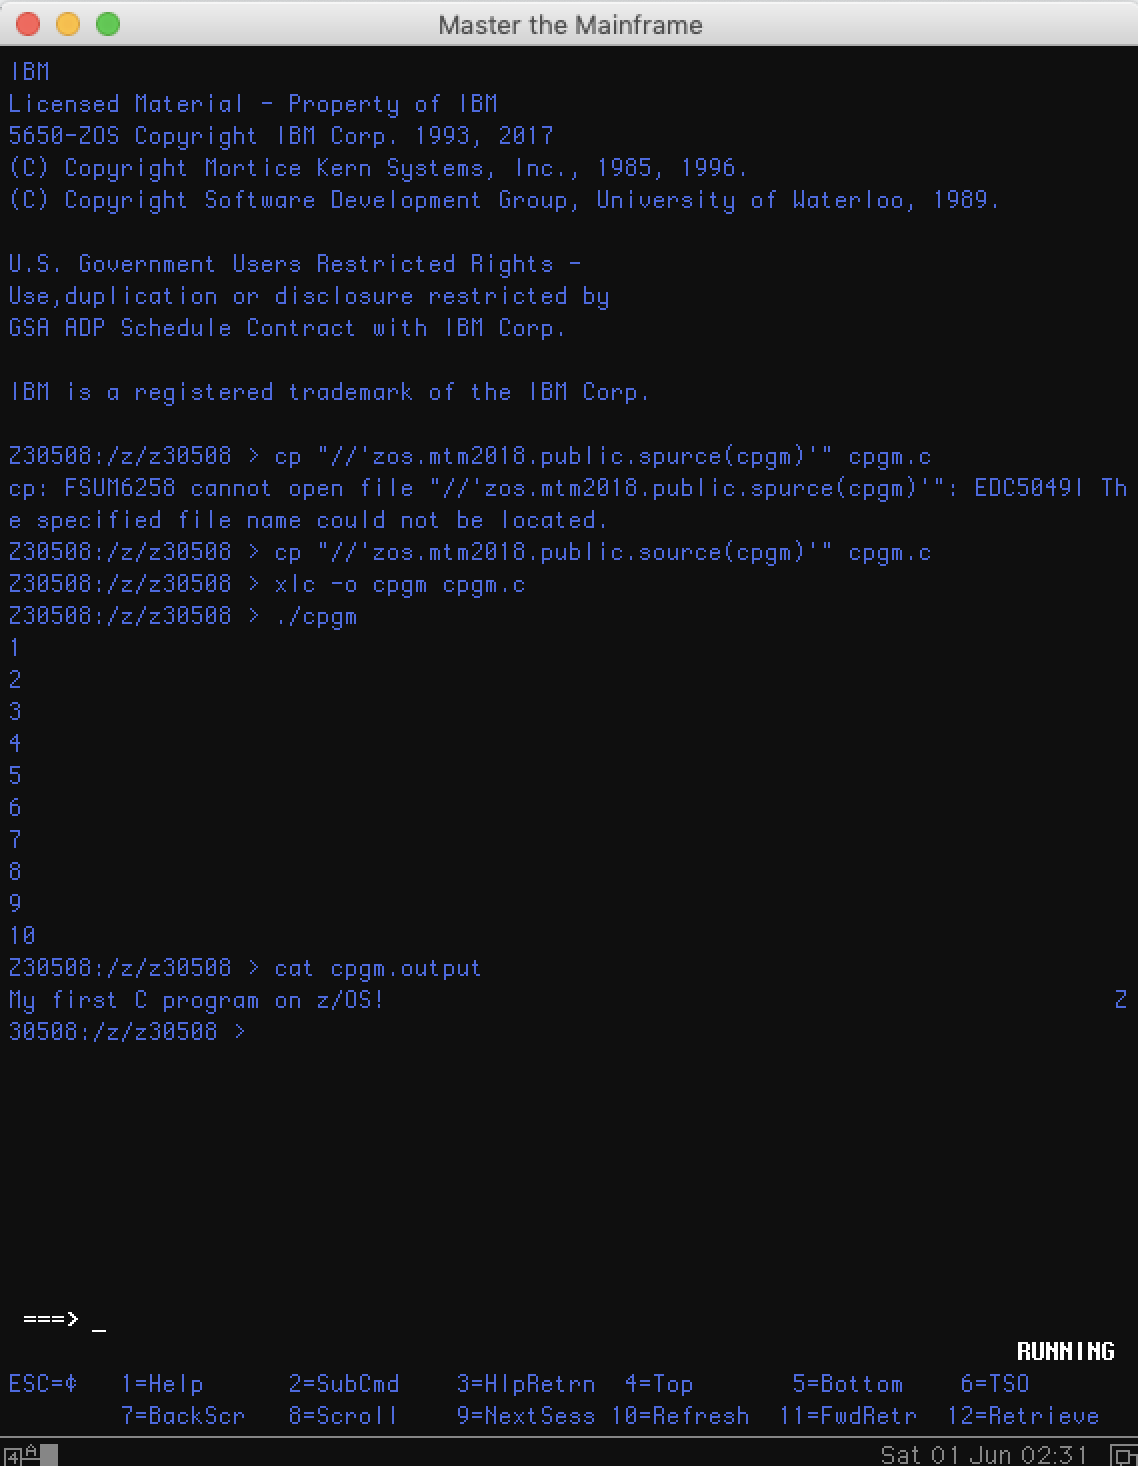 Master the Mainframe
IBM
Licensed Material - Property of IBM
5650-ZOS Copyright IBM Corp. 1993, 2017
(C) Copyright Mortice Kern Systems, Inc., 1985, 1996.
(C) Copyright Software Development Group, University of Waterloo, 1989.
U.S. Government Users Restricted Rights -
Use,duplication or disclosure restricted by
GSA ADP Schedule Contract with IBM Corp.
IBM is a registered trademark of the IBM Corp.
Z30508:/z/z30508 > cp "//'zos.mtm2018.public.spurce(cpgm)'" cpgm.c
cp: FSUM6258 cannot open file "//'zos.mtm2018.public.spurce(cpgm)'": EDC5049I Th
e specified file name could not be located.
Z30508:/z/z30508 > cp "//'zos.mtm2018.public.source(cpgm)'" cpgm.c
Z30508:/z/z30508 > xlc -o cpgm cpgm.c
Z30508:/z/z30508 > ./cpgm
1
2
3
4
5
6
7
8
9
10
Z30508:/z/z30508 > cat cpgm.output
My first C program on z/OS! Z
30508:/z/z30508 >
===> _
RUNNING
ESC=¢ 1=Help 2=SubCmd 3=HlpRetrn 4=Top 5=Bottom 6=TSO
7=BackScr 8=Scroll 9=NextSess 10=Refresh 11=FwdRetr 12=Retrieve
4A Sat 01 Jun 02:31